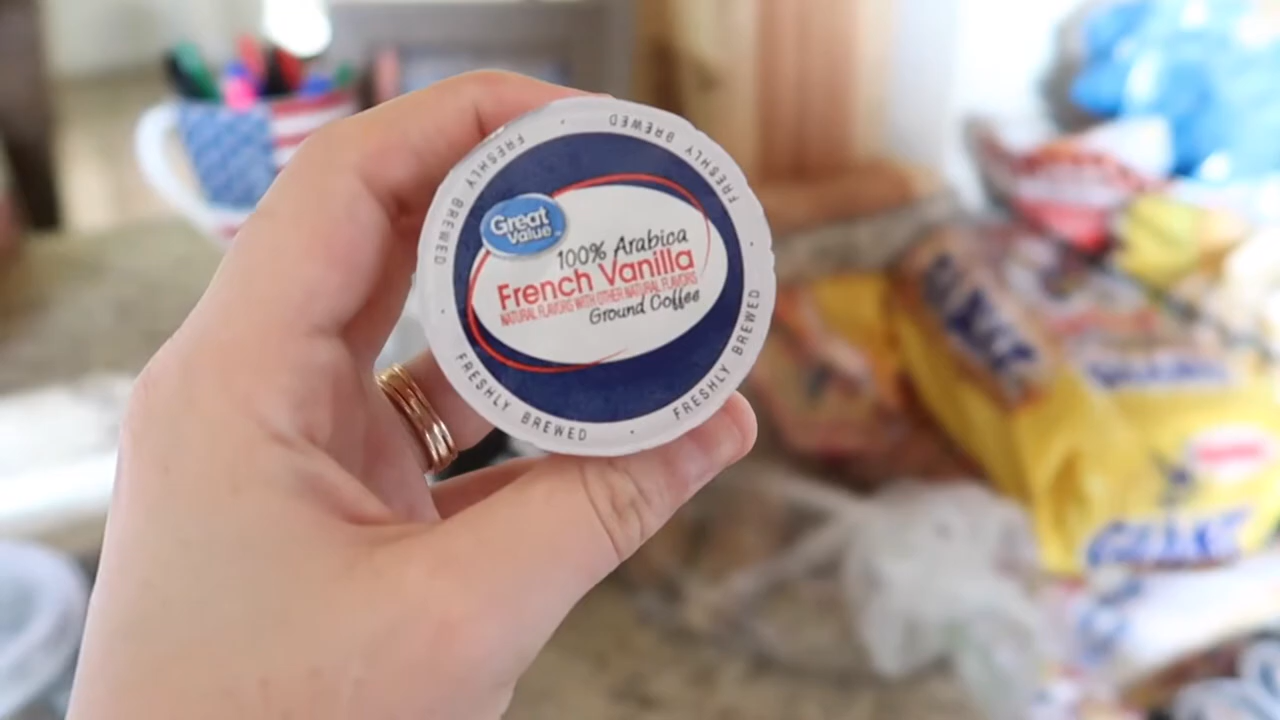 FRESHLY BREWED
FRESHLY BREWED
Great
Value
100% Arabica
French Vanilla
NATURAL FLAVORS WITH OTHER NATURAL FLAVORS
Ground Coffee
FRESHLY BREWED
FRESHLY BREWED
GIANT